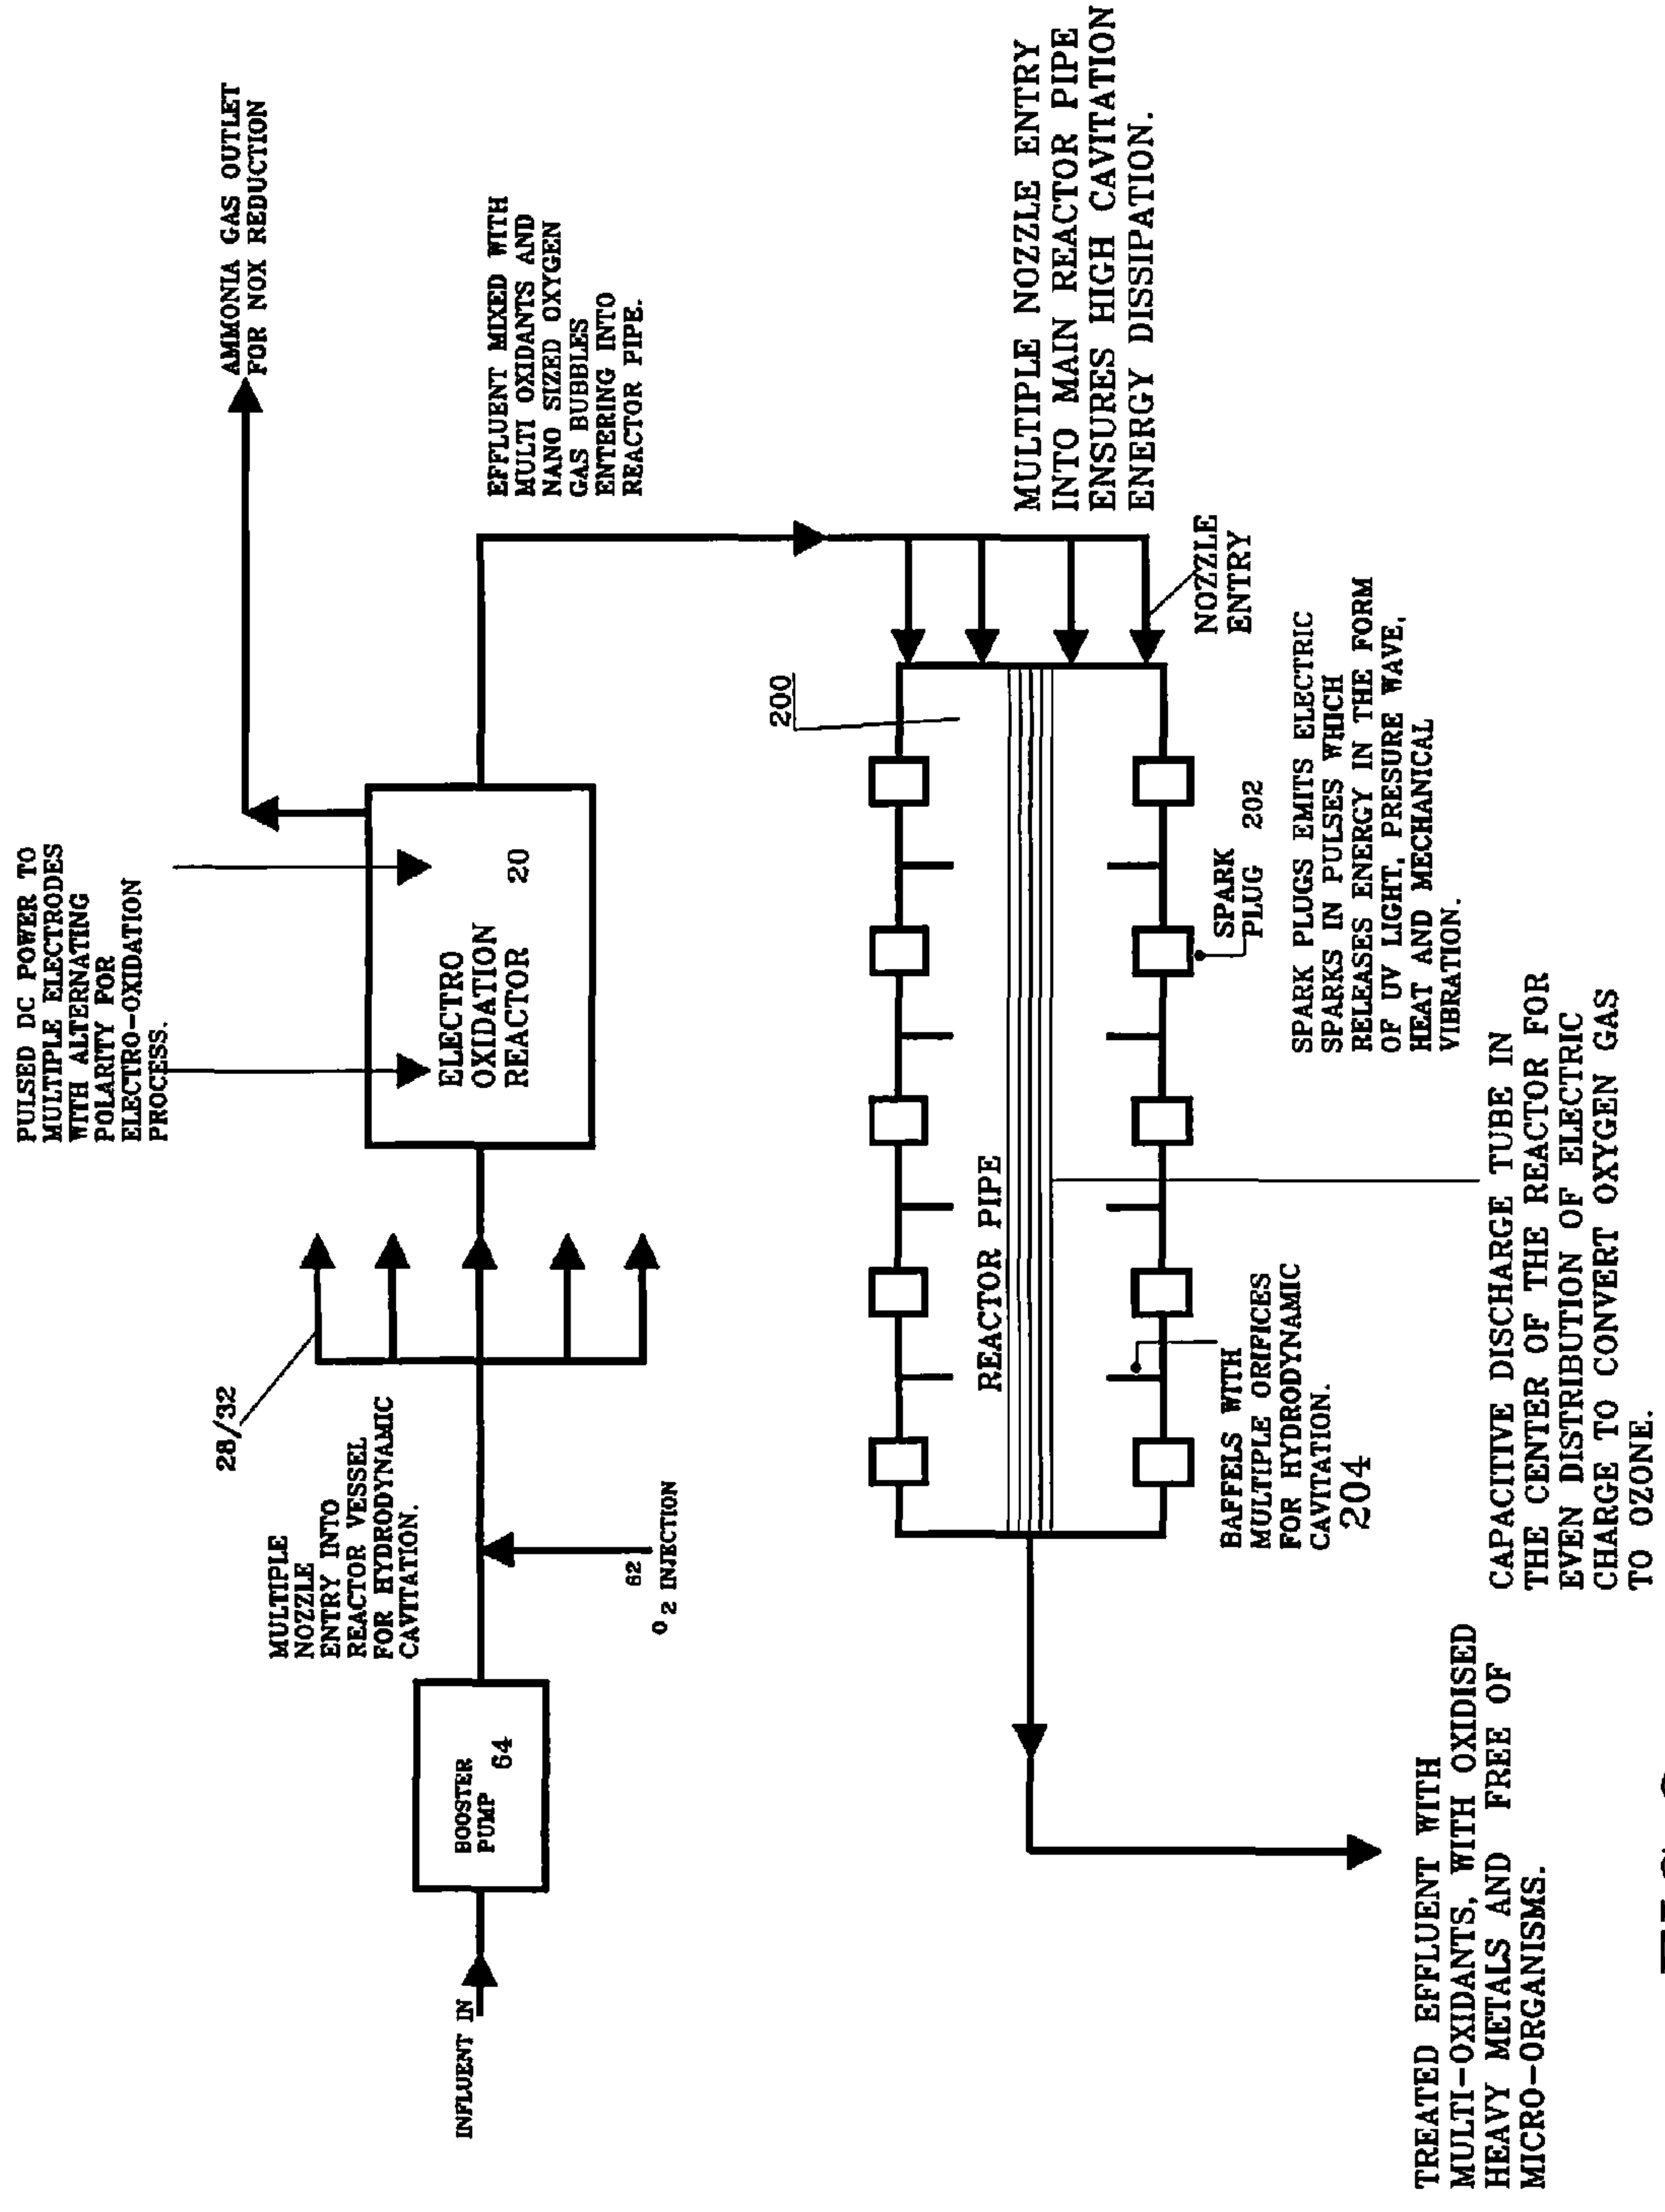 PULSED DC POWER TO
MULTIPLE ELECTRODES
WITH ALTERNATING
POLARITY FOR
ELECTRO-OXIDATION
PROCESS.
AMMONIA GAS OUTLET
FOR NOX REDUCTION
28/32
MULTIPLE
NOZZLE
ENTRY INTO
REACTOR VESSEL
FOR HYDRODYNAMIC
CAVITATION.
INFLUENT IN
BOOSTER
PUMP 64
62
O2 INJECTION
ELECTRO
OXIDATION
REACTOR
20
EFFLUENT MIXED WITH
MULTI OXIDANTS AND
NANO SIZED OXYGEN
GAS BUBBLES
ENTERING INTO
REACTOR PIPE.
200
MULTIPLE NOZZLE ENTRY
INTO MAIN REACTOR PIPE
ENSURES HIGH CAVITATION
ENERGY DISSIPATION.
REACTOR PIPE
NOZZLE
ENTRY
SPARK
PLUG 202
BAFFELS WITH
MULTIPLE ORIFICES
FOR HYDRODYNAMIC
CAVITATION.
204
SPARK PLUGS EMITS ELECTRIC
SPARKS IN PULSES WHICH
RELEASES ENERGY IN THE FORM
OF UV LIGHT, PRESURE WAVE,
HEAT AND MECHANICAL
VIBRATION.
TREATED EFFLUENT WITH
MULTI-OXIDANTS, WITH OXIDISED
HEAVY METALS AND FREE OF
MICRO-ORGANISMS.
CAPACITIVE DISCHARGE TUBE IN
THE CENTER OF THE REACTOR FOR
EVEN DISTRIBUTION OF ELECTRIC
CHARGE TO CONVERT OXYGEN GAS
TO OZONE.